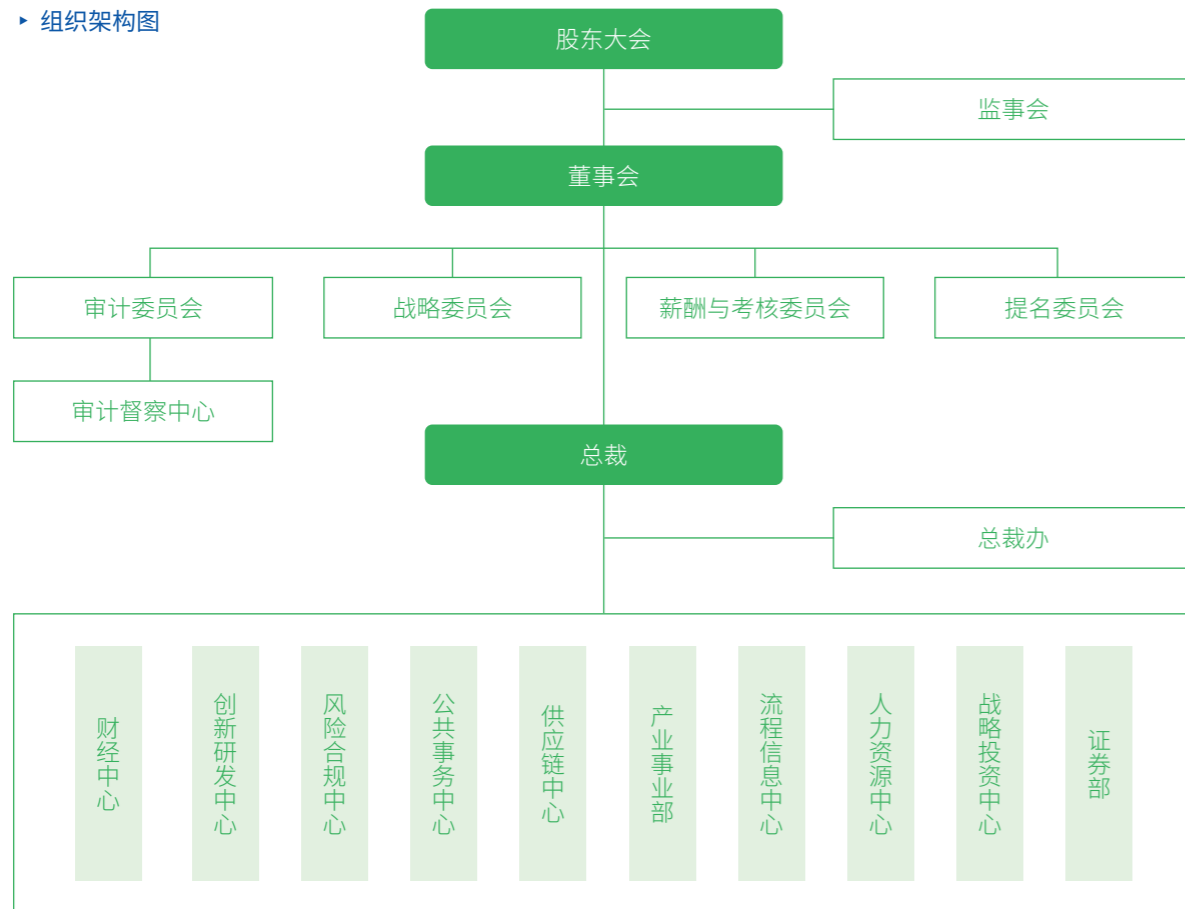 组织架构图
股东大会
监事会
董事会
审计委员会
战略委员会
薪酬与考核委员会
提名委员会
审计督察中心
总裁
总裁办
财经中心
创新研发中心
风险合规中心
公共事务中心
供应链中心
产业事业部
流程信息中心
人力资源中心
战略投资中心
证券部